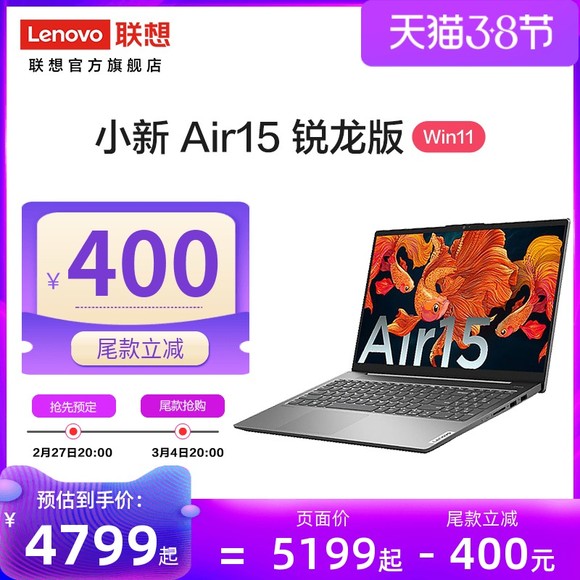 Lenovo 联想
联想官方旗舰店
天猫3.8节
小新 Air15 锐龙版 Win11
¥400
尾款立减
Air15
抢先预定 尾款抢购
2月27日20:00 3月4日20:00
预估到手价: 页面价 尾款立减
¥4799起 = 5199起 - 400元